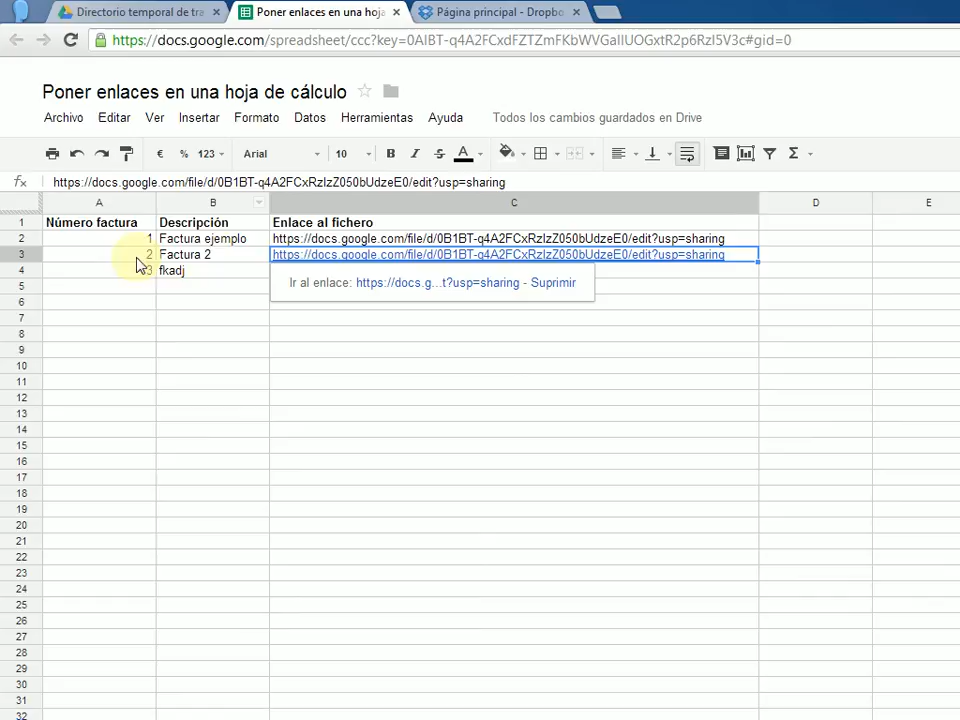 Directorio temporal de tra × Poner enlaces en una hoja × Página principal - Dropbo ×
https://docs.google.com/spreadsheet/ccc?key=0AlBT-q4A2FCxdFZTZmFKbWVGallUOGxtR2p6RzI5V3c#gid=0
Poner enlaces en una hoja de cálculo
Archivo Editar Ver Insertar Formato Datos Herramientas Ayuda Todos los cambios guardados en Drive
€ % 123 Arial 10 B I S A Σ
fx https://docs.google.com/file/d/0B1BT-q4A2FCxRzIzZ050bUdzeE0/edit?usp=sharing
A B C D E
1 Número factura Descripción Enlace al fichero
2 1 Factura ejemplo https://docs.google.com/file/d/0B1BT-q4A2FCxRzIzZ050bUdzeE0/edit?usp=sharing
3 2 Factura 2 https://docs.google.com/file/d/0B1BT-q4A2FCxRzIzZ050bUdzeE0/edit?usp=sharing
4 3 fkadj
5 Ir al enlace: https://docs.g...t?usp=sharing - Suprimir
6
7
8
9
10
11
12
13
14
15
16
17
18
19
20
21
22
23
24
25
26
27
28
29
30
31
32